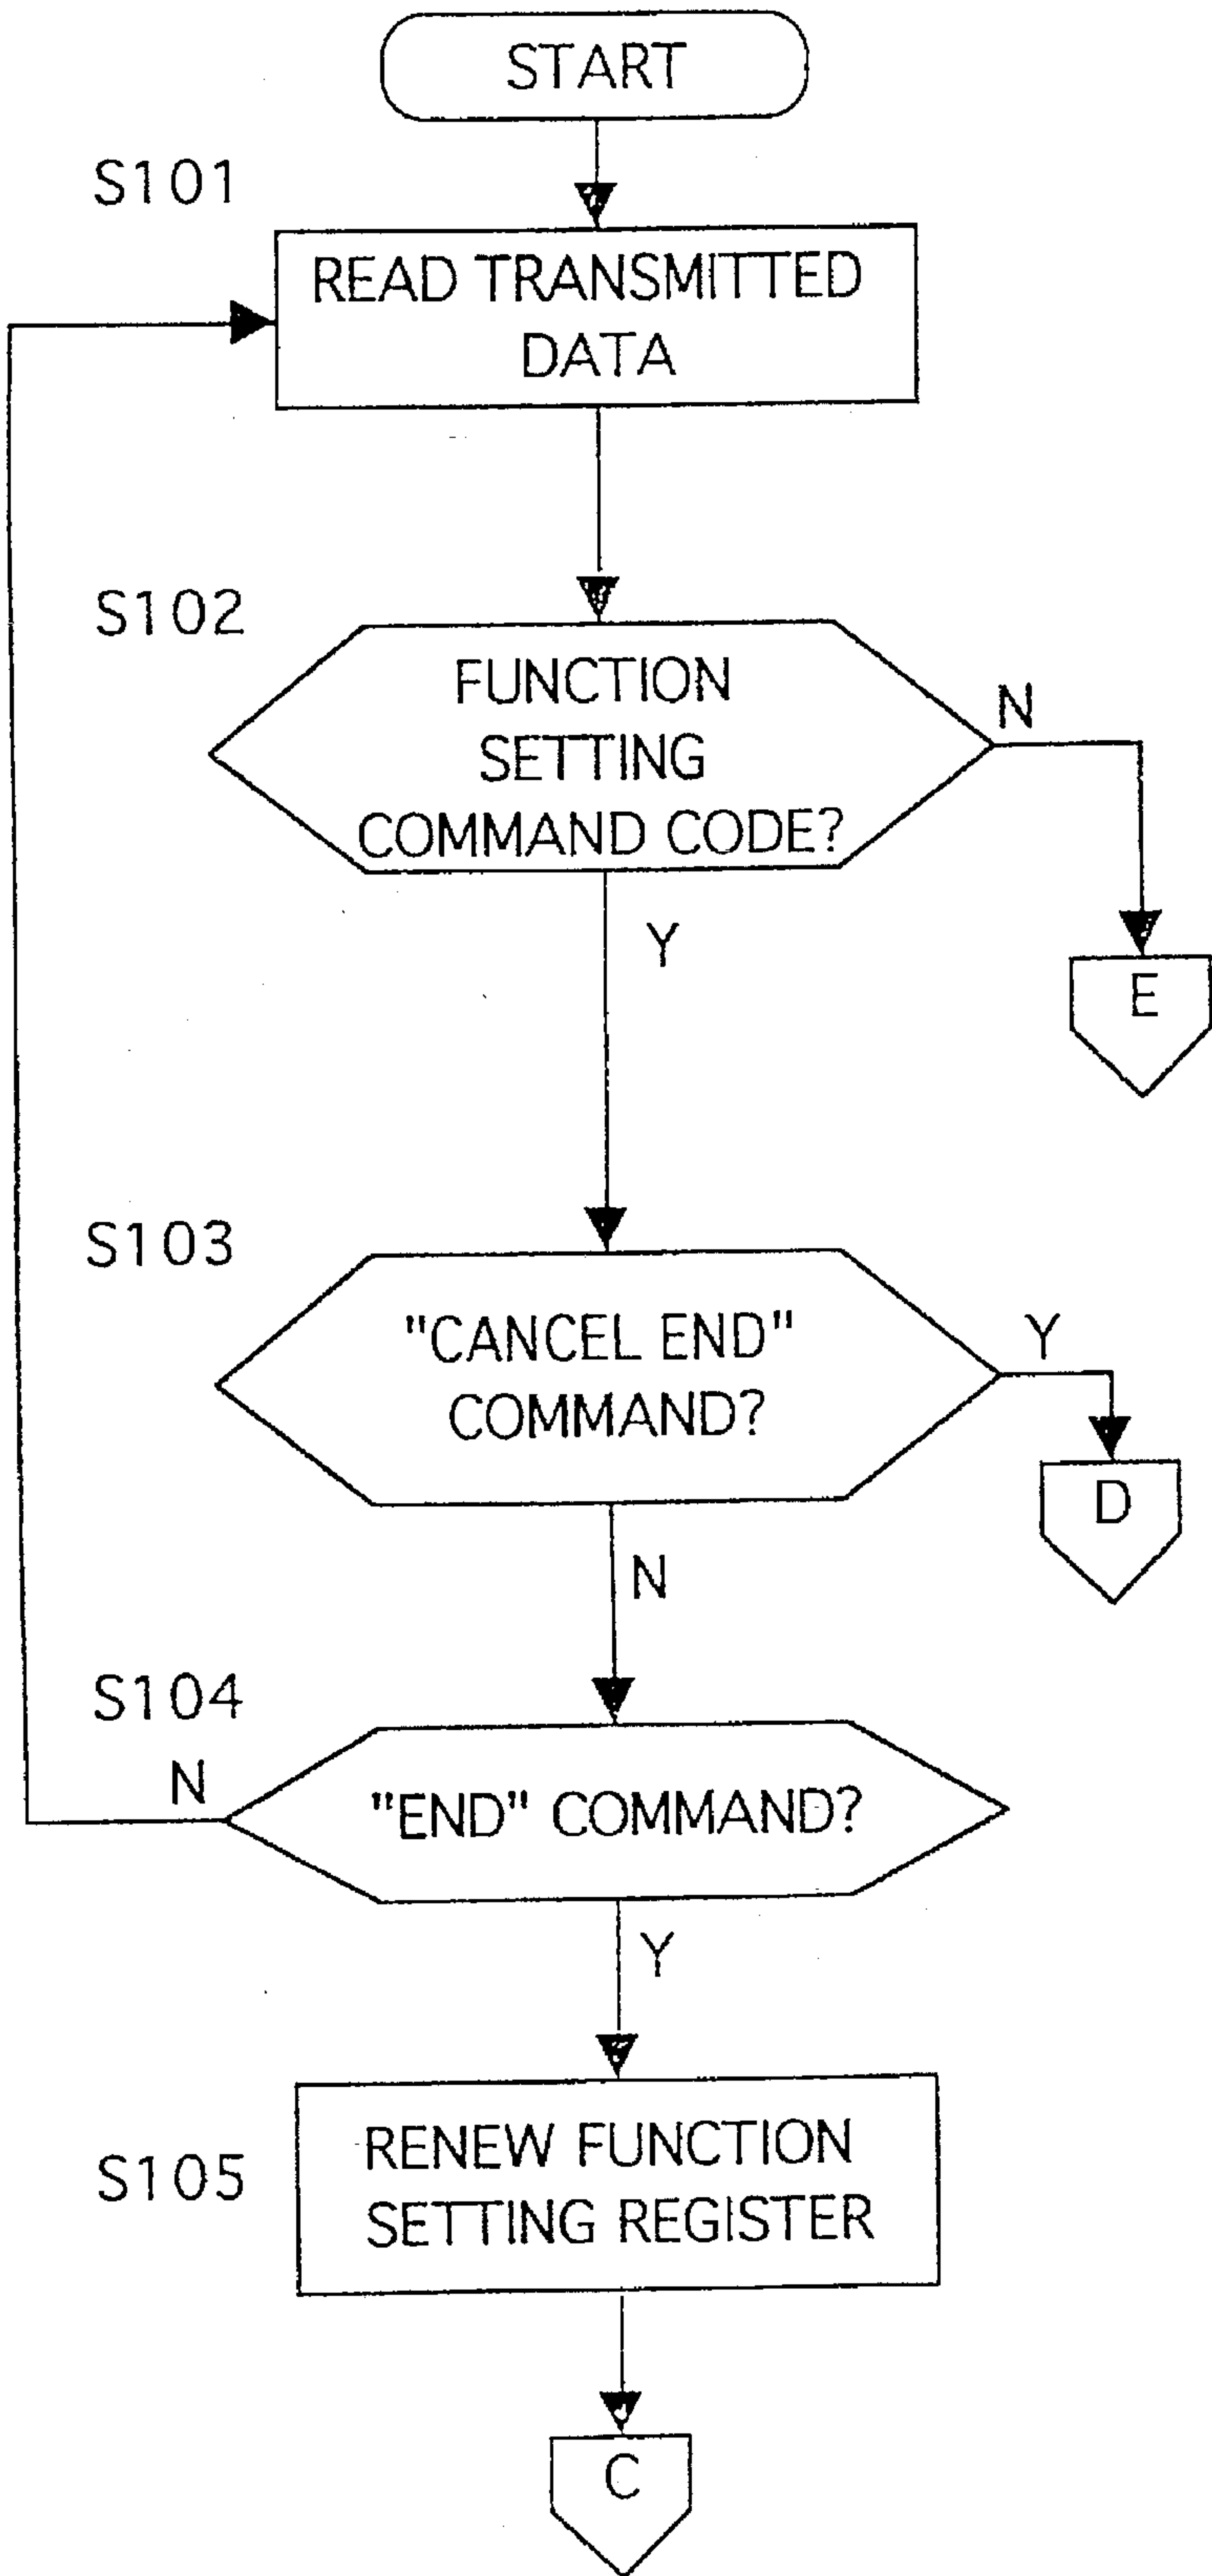 START
S101
READ TRANSMITTED
DATA
S102
FUNCTION
SETTING
COMMAND CODE?
N
E
Y
S103
"CANCEL END"
COMMAND?
Y
D
N
S104
N
"END" COMMAND?
Y
S105
RENEW FUNCTION
SETTING REGISTER
C